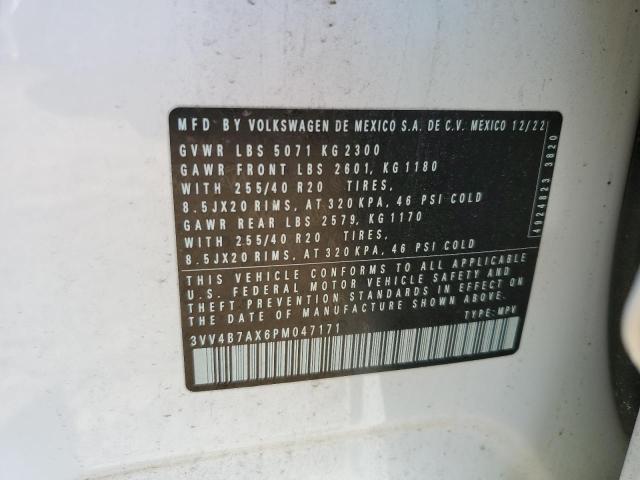 MFD BY VOLKSWAGEN DE MEXICO S.A. DE C.V. MEXICO 12/22
GVWR LBS 5071 KG 2300
GAWR FRONT LBS 2601, KG 1180
WITH 255/40 R20 TIRES,
8.5JX20 RIMS, AT 320 KPA, 46 PSI COLD
GAWR REAR LBS 2579, KG 1170
WITH 255/40 R20 TIRES,
8.5JX20 RIMS, AT 320 KPA, 46 PSI COLD
4924823 3820
THIS VEHICLE CONFORMS TO ALL APPLICABLE
U.S. FEDERAL MOTOR VEHICLE SAFETY AND
THEFT PREVENTION STANDARDS IN EFFECT ON
THE DATE OF MANUFACTURE SHOWN ABOVE.
3VV4B7AX6PM047171
TYPE: MPV